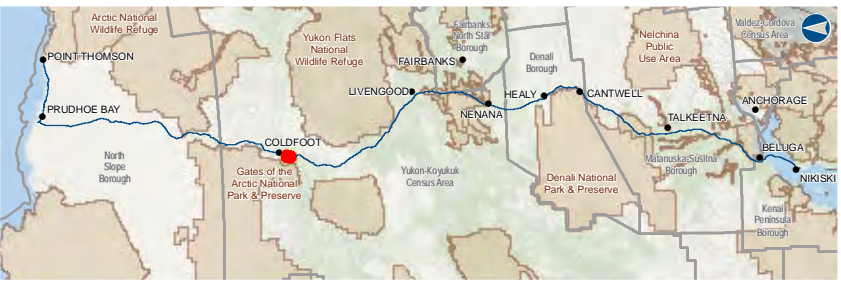 Arctic National
Wildlife Refuge
POINT THOMSON
PRUDHOE BAY
North
Slope
Borough
COLDFOOT
Gates of the
Arctic National
Park & Preserve
Yukon Flats
National
Wildlife Refuge
LIVENGOOD
FAIRBANKS
Fairbanks
North Star
Borough
NENANA
Yukon-Koyukuk
Census Area
HEALY
Denali
Borough
CANTWELL
Denali National
Park & Preserve
Nelchina
Public
Use Area
TALKEETNA
Matanuska-Susitna
Borough
Valdez-Cordova
Census Area
ANCHORAGE
BELUGA
NIKISKI
Kenai
Peninsula
Borough